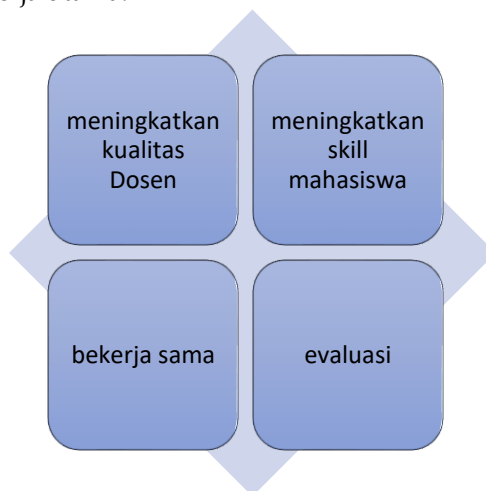 meningkatkan
kualitas
Dosen
meningkatkan
skill
mahasiswa
bekerja sama
evaluasi